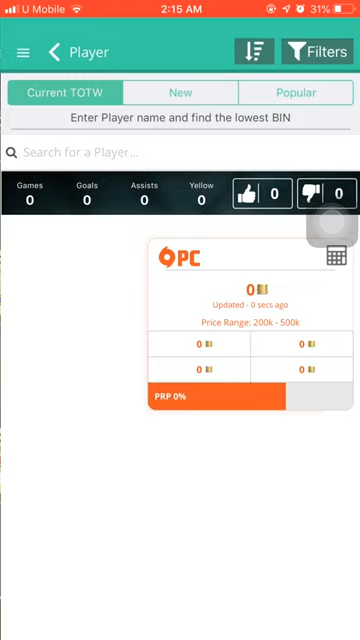 U Mobile 2:15 AM 31%
Player Filters
Current TOTW New Popular
Enter Player name and find the lowest BIN
Search for a Player...
Games Goals Assists Yellow
0 0 0 0 0 0
PC
0
Updated - 0 secs ago
Price Range: 200k - 500k
0 0
0 0
PRP 0%